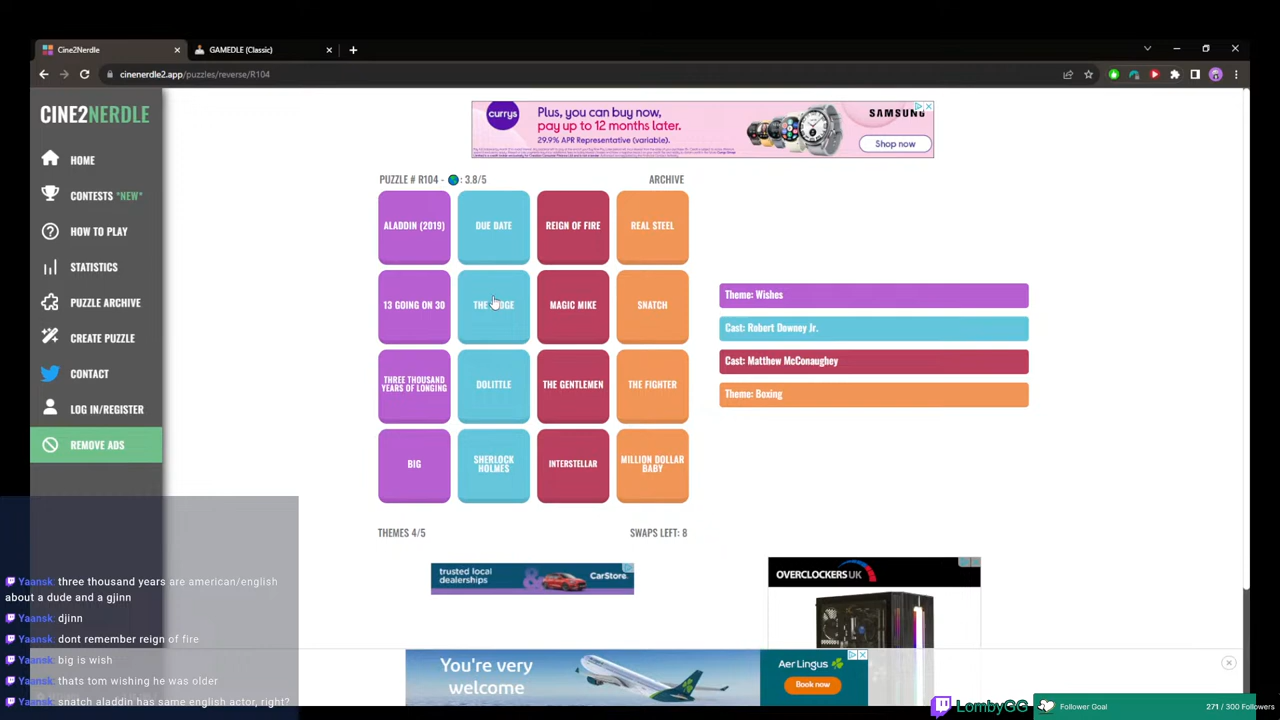 Cine2Nerdle
GAMEDLE (Classic)
cinenerdle2.app/puzzles/reverse/R104
CINE2NERDLE
HOME
CONTESTS *NEW*
HOW TO PLAY
STATISTICS
PUZZLE ARCHIVE
CREATE PUZZLE
CONTACT
LOG IN/REGISTER
REMOVE ADS
currys
Plus, you can buy now,
pay up to 12 months later.
29.9% APR Representative (variable).
SAMSUNG
Shop now
PUZZLE # R104 - : 3.8/5
ARCHIVE
ALADDIN (2019)
DUE DATE
REIGN OF FIRE
REAL STEEL
13 GOING ON 30
MAGIC MIKE
SNATCH
THREE THOUSAND
YEARS OF LONGING
DOLITTLE
THE GENTLEMEN
THE FIGHTER
BIG
SHERLOCK
HOLMES
INTERSTELLAR
MILLION DOLLAR
BABY
Theme: Wishes
Cast: Robert Downey Jr.
Cast: Matthew McConaughey
Theme: Boxing
THEMES 4/5
SWAPS LEFT: 8
trusted local
dealerships
CarStore.
OVERCLOCKERS UK
You're very
welcome
Aer Lingus
Book now
Yaansk: three thousand years are american/english
about a dude and a gjinn
Yaansk: djinn
Yaansk: dont remember reign of fire
Yaansk: big is wish
Yaansk: thats tom wishing he was older
Yaansk: snatch aladdin has same english actor, right?
LombyGG
Follower Goal
271 / 300 Followers